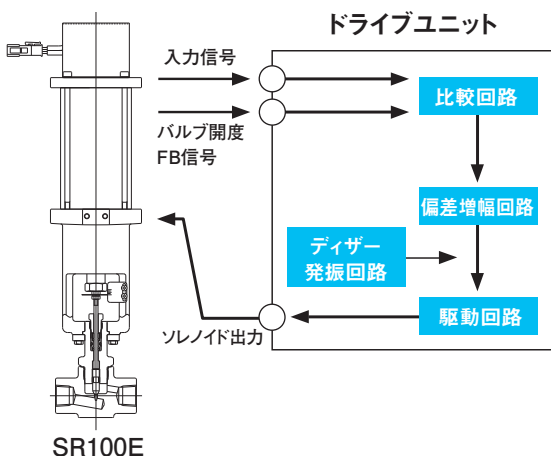 ドライブユニット
入力信号
比較回路
バルブ開度
FB信号
偏差増幅回路
ディザー
発振回路
駆動回路
ソレノイド出力
SR100E